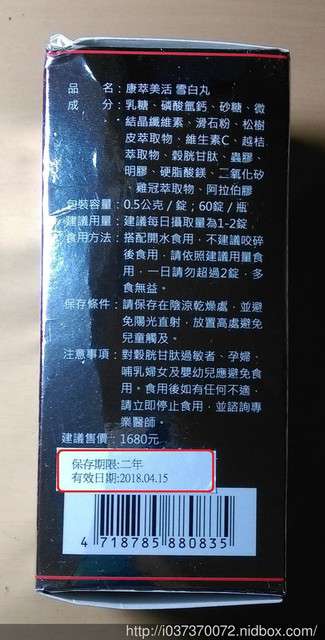 品　　名：康萃美活 雪白丸
成　　分：乳糖、磷酸氫鈣、砂糖、微
結晶纖維素、滑石粉、松樹
皮萃取物、維生素C、越桔
萃取物、穀胱甘肽、蟲膠、
明膠、硬脂酸鎂、二氧化矽
、雞冠萃取物、阿拉伯膠
包裝容量：0.5公克 / 錠；60錠 / 瓶
建議用量：建議每日攝取量為1-2錠
食用方法：搭配開水食用，不建議咬碎
後食用，請依照建議用量食
用，一日請勿超過2錠，多
食無益。
保存條件：請保存在陰涼乾燥處，並避
免陽光直射，放置高處避免
兒童觸及。
注意事項：對穀胱甘肽過敏者、孕婦、
哺乳婦女及嬰幼兒應避免食
用。食用後如有任何不適，
請立即停止食用，並諮詢專
業醫師。
建議售價：1680元
保存期限:二年
有效日期:2018.04.15
4 718785 880835
http://i037370072.nidbox.com/